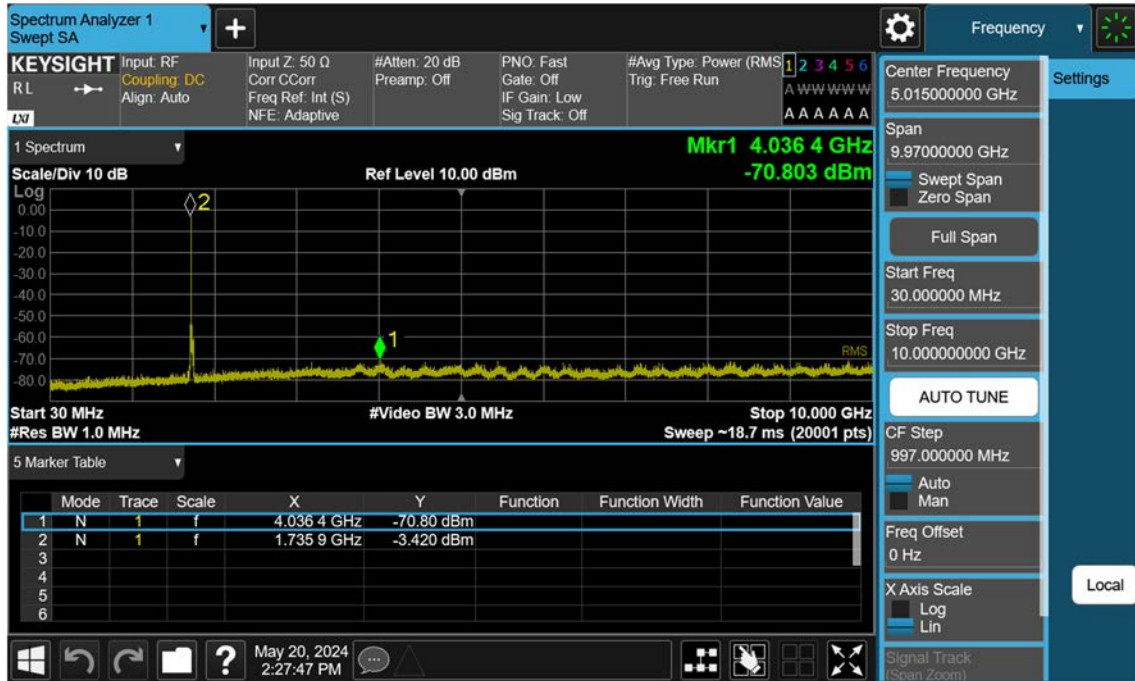 Spectrum Analyzer 1
Swept SA
+
Frequency
KEYSIGHT
R L
LXI
Input: RF
Coupling: DC
Align: Auto
Input Z: 50 Ω
Corr CCorr
Freq Ref: Int (S)
NFE: Adaptive
#Atten: 20 dB
Preamp: Off
PNO: Fast
Gate: Off
IF Gain: Low
Sig Track: Off
#Avg Type: Power (RMS
Trig: Free Run
1 2 3 4 5 6
A W W W W W
A A A A A A
1 Spectrum
Scale/Div 10 dB
Ref Level 10.00 dBm
Mkr1 4.036 4 GHz
-70.803 dBm
Log
0.00
-10.0
-20.0
-30.0
-40.0
-50.0
-60.0
-70.0
-80.0
2
1
RMS
Start 30 MHz
#Video BW 3.0 MHz
Stop 10.000 GHz
#Res BW 1.0 MHz
Sweep ~18.7 ms (20001 pts)
5 Marker Table
Mode Trace Scale X Y Function Function Width Function Value
1 N 1 f 4.036 4 GHz -70.80 dBm
2 N 1 f 1.735 9 GHz -3.420 dBm
3
4
5
6
?
May 20, 2024
2:27:47 PM
Center Frequency
5.015000000 GHz
Span
9.97000000 GHz
Swept Span
Zero Span
Full Span
Start Freq
30.000000 MHz
Stop Freq
10.000000000 GHz
AUTO TUNE
CF Step
997.000000 MHz
Auto
Man
Freq Offset
0 Hz
X Axis Scale
Log
Lin
Signal Track
(Span Zoom)
Settings
Local